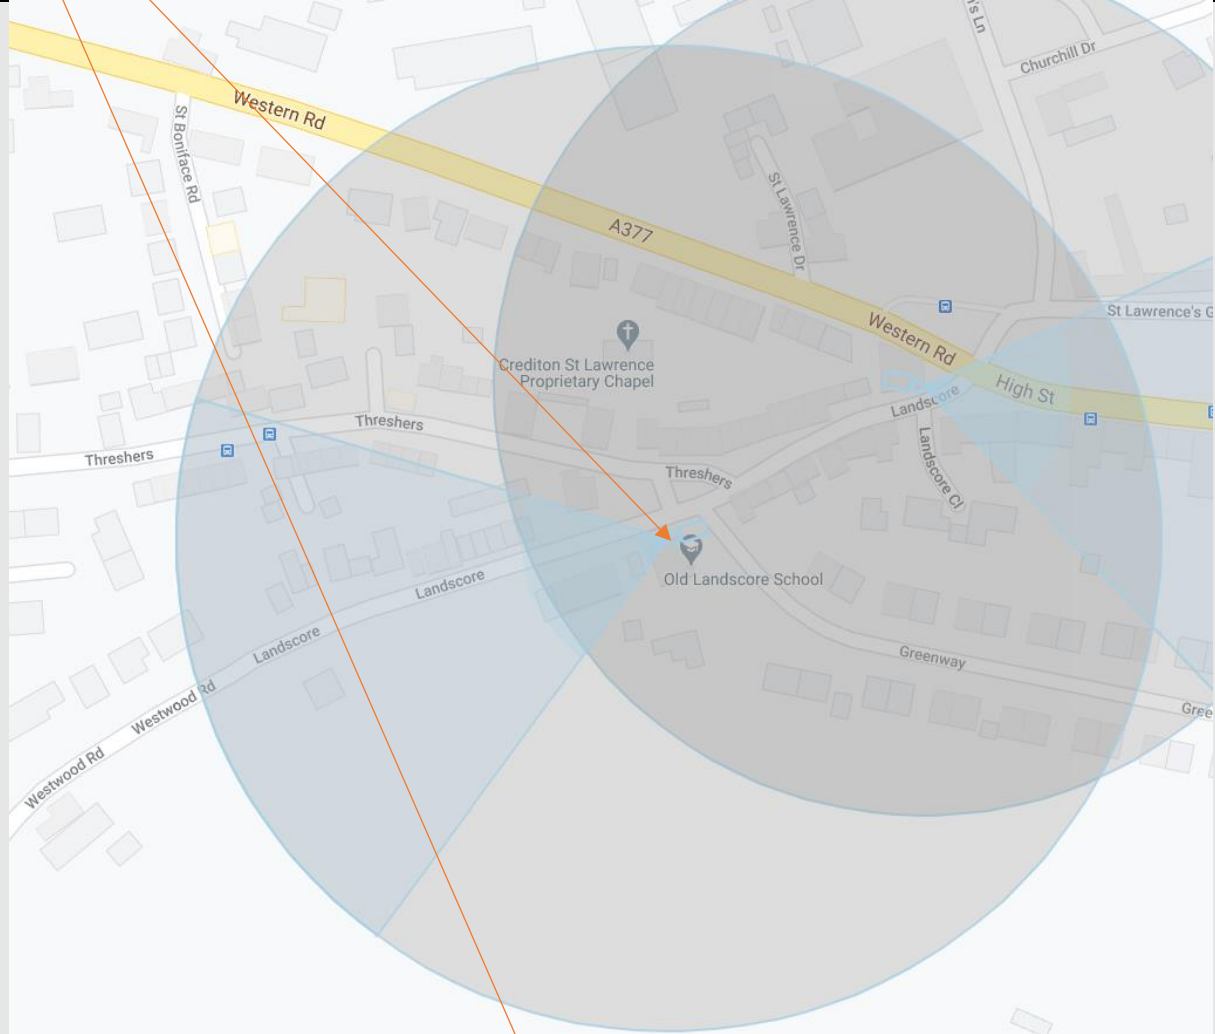 's Ln
Churchill Dr
Western Rd
St Boniface Rd
St Lawrence Dr
A377
St Lawrence's G
Western Rd
Crediton St Lawrence
Proprietary Chapel
High St
Landscore
Threshers
Threshers
Landscore Cl
Threshers
Old Landscore School
Landscore
Landscore
Greenway
Westwood Rd
Gree
Westwood Rd